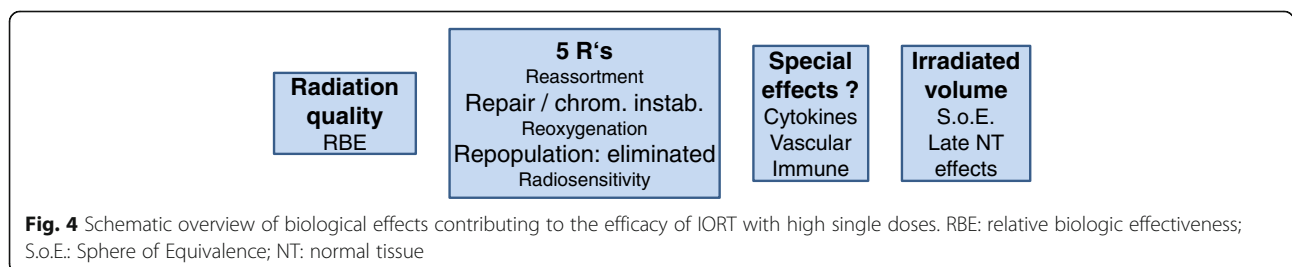 Radiation
quality
RBE
5 R‘s
Reassortment
Repair / chrom. instab.
Reoxygenation
Repopulation: eliminated
Radiosensitivity
Special
effects ?
Cytokines
Vascular
Immune
Irradiated
volume
S.o.E.
Late NT
effects
Fig. 4 Schematic overview of biological effects contributing to the efficacy of IORT with high single doses. RBE: relative biologic effectiveness;
S.o.E.: Sphere of Equivalence; NT: normal tissue